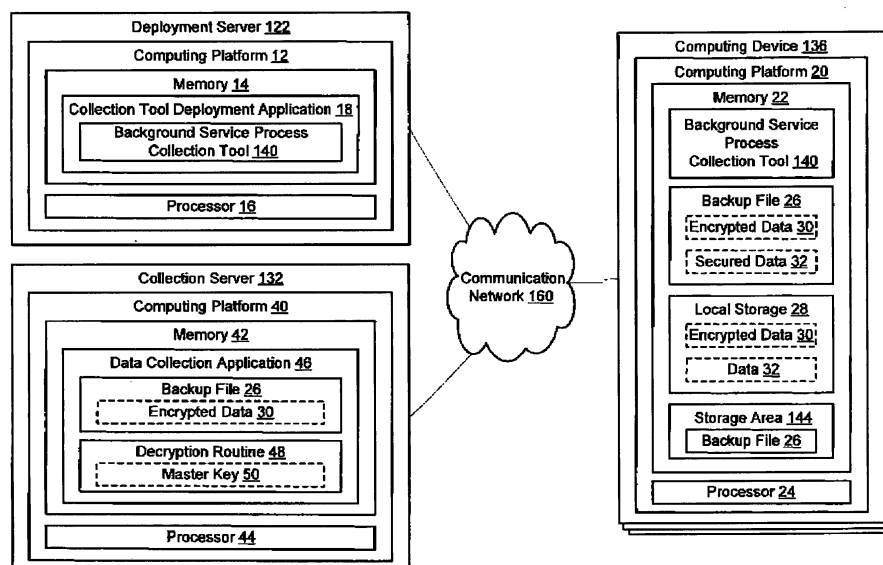 Deployment Server 122
Computing Platform 12
Memory 14
Collection Tool Deployment Application 18
Background Service Process
Collection Tool 140
Processor 16
Collection Server 132
Computing Platform 40
Memory 42
Data Collection Application 46
Backup File 26
Encrypted Data 30
Decryption Routine 48
Master Key 50
Processor 44
Communication
Network 160
Computing Device 136
Computing Platform 20
Memory 22
Background Service
Process
Collection Tool 140
Backup File 26
Encrypted Data 30
Secured Data 32
Local Storage 28
Encrypted Data 30
Data 32
Storage Area 144
Backup File 26
Processor 24